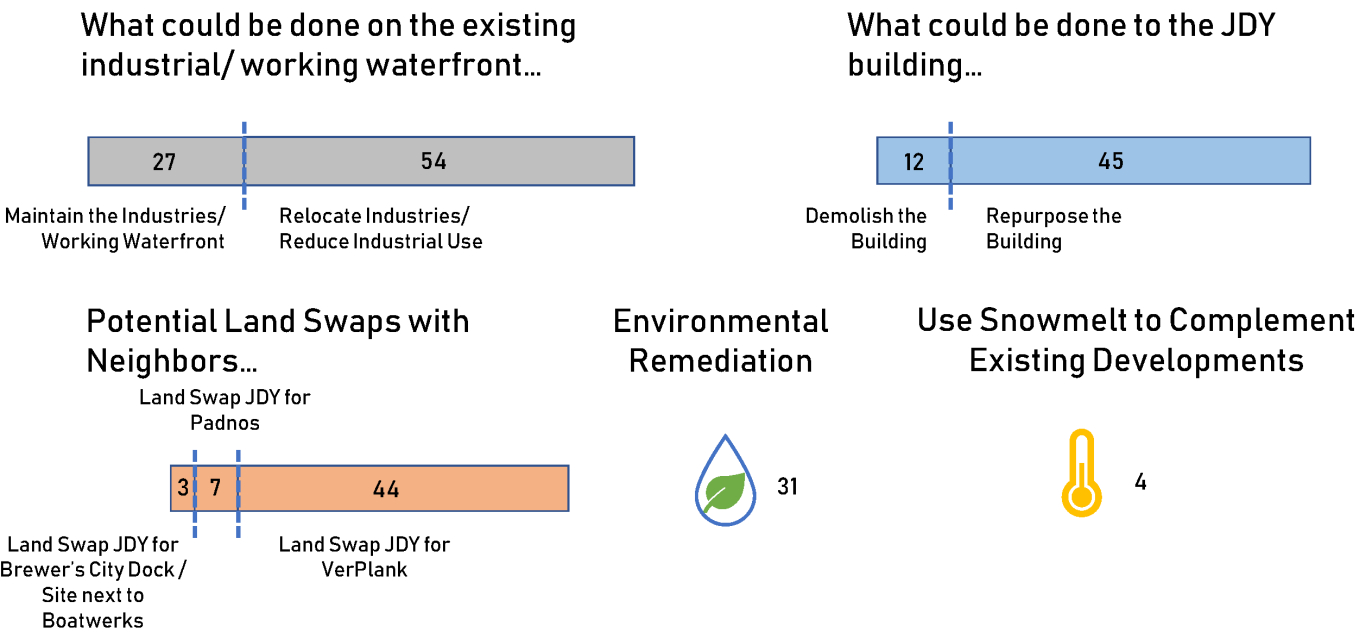 What could be done on the existing
industrial/ working waterfront...
27
54
Maintain the Industries/
Working Waterfront
Relocate Industries/
Reduce Industrial Use
What could be done to the JDY
building...
12
45
Demolish the
Building
Repurpose the
Building
Potential Land Swaps with
Neighbors...
Land Swap JDY for
Padnos
3
7
44
Land Swap JDY for
Brewer's City Dock /
Site next to
Boatwerks
Land Swap JDY for
VerPlank
Environmental
Remediation
31
Use Snowmelt to Complement
Existing Developments
4